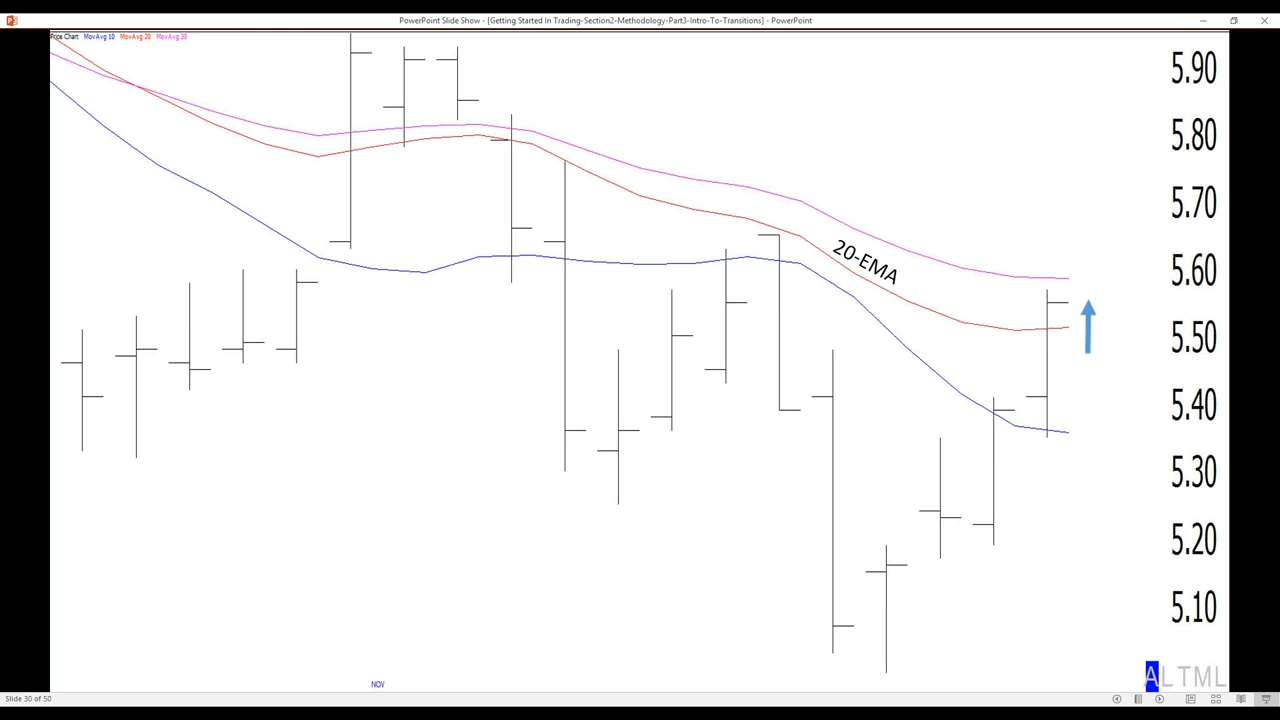 PowerPoint Slide Show - [Getting Started In Trading-Section2-Methodology-Part3-Intro-To-Transitions] - PowerPoint
Price Chart MovAvg 10 MovAvg 20 MovAvg 30
5.90
5.80
5.70
20-EMA
5.60
5.50
5.40
5.30
5.20
5.10
ALTML
NOV
Slide 30 of 50